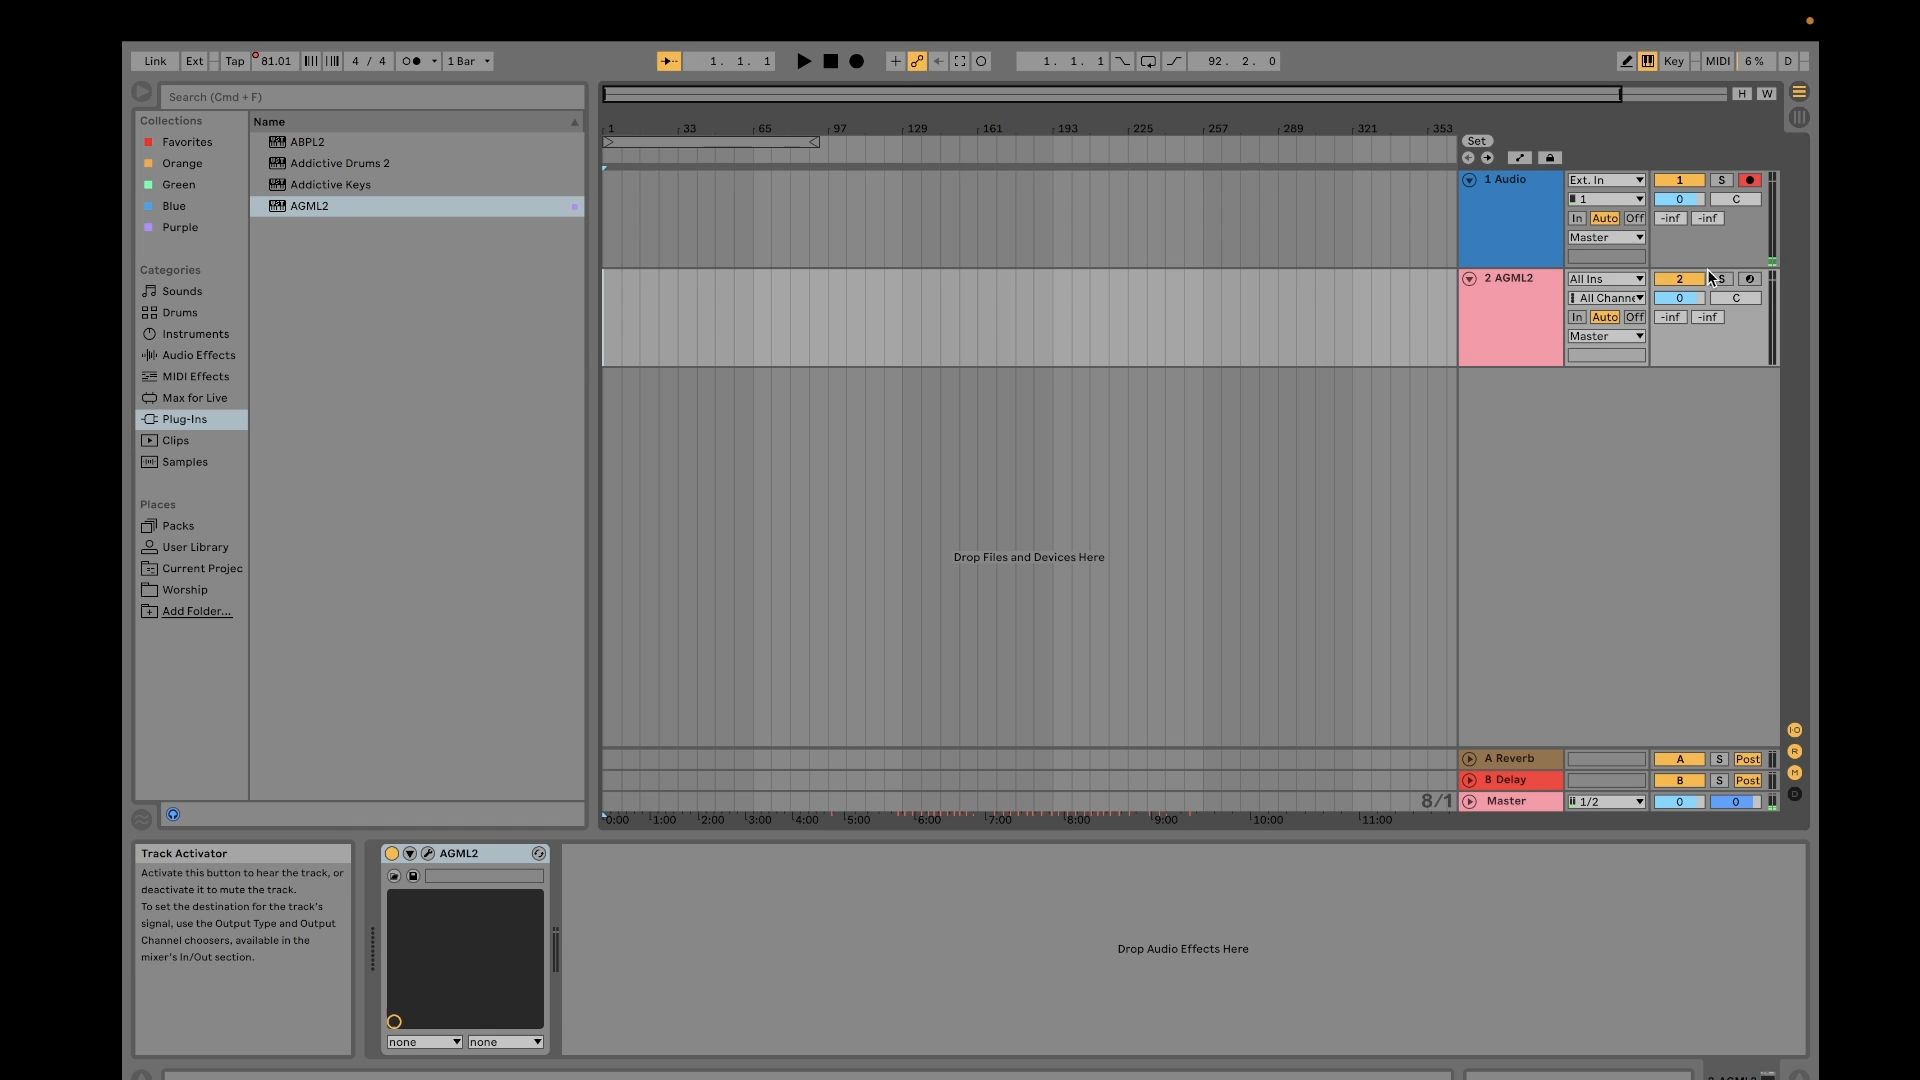 Link Ext Tap 81.01 4 / 4 1 Bar 1. 1. 1 1. 1. 1 92. 2. 0 Key MIDI 6 % D
Search (Cmd + F)
H W
Collections
Favorites
Orange
Green
Blue
Purple
Categories
Sounds
Drums
Instruments
Audio Effects
MIDI Effects
Max for Live
Plug-Ins
Clips
Samples
Places
Packs
User Library
Current Projec
Worship
Add Folder...
Name
ABPL2
Addictive Drums 2
Addictive Keys
AGML2
1 33 65 97 129 161 193 225 257 289 321 353
Set
1 Audio Ext. In 1 S
1 0 C
In Auto Off -inf -inf
Master
2 AGML2 All Ins 2 S
All Channe 0 C
In Auto Off -inf -inf
Master
Drop Files and Devices Here
A Reverb A S Post
B Delay B S Post
8/1 Master 1/2 0 0
0:00 1:00 2:00 3:00 4:00 5:00 6:00 7:00 8:00 9:00 10:00 11:00
I·O
R
M
D
Track Activator
Activate this button to hear the track, or
deactivate it to mute the track.
To set the destination for the track's
signal, use the Output Type and Output
Channel choosers, available in the
mixer's In/Out section.
AGML2
none none
Drop Audio Effects Here
2 AGML2